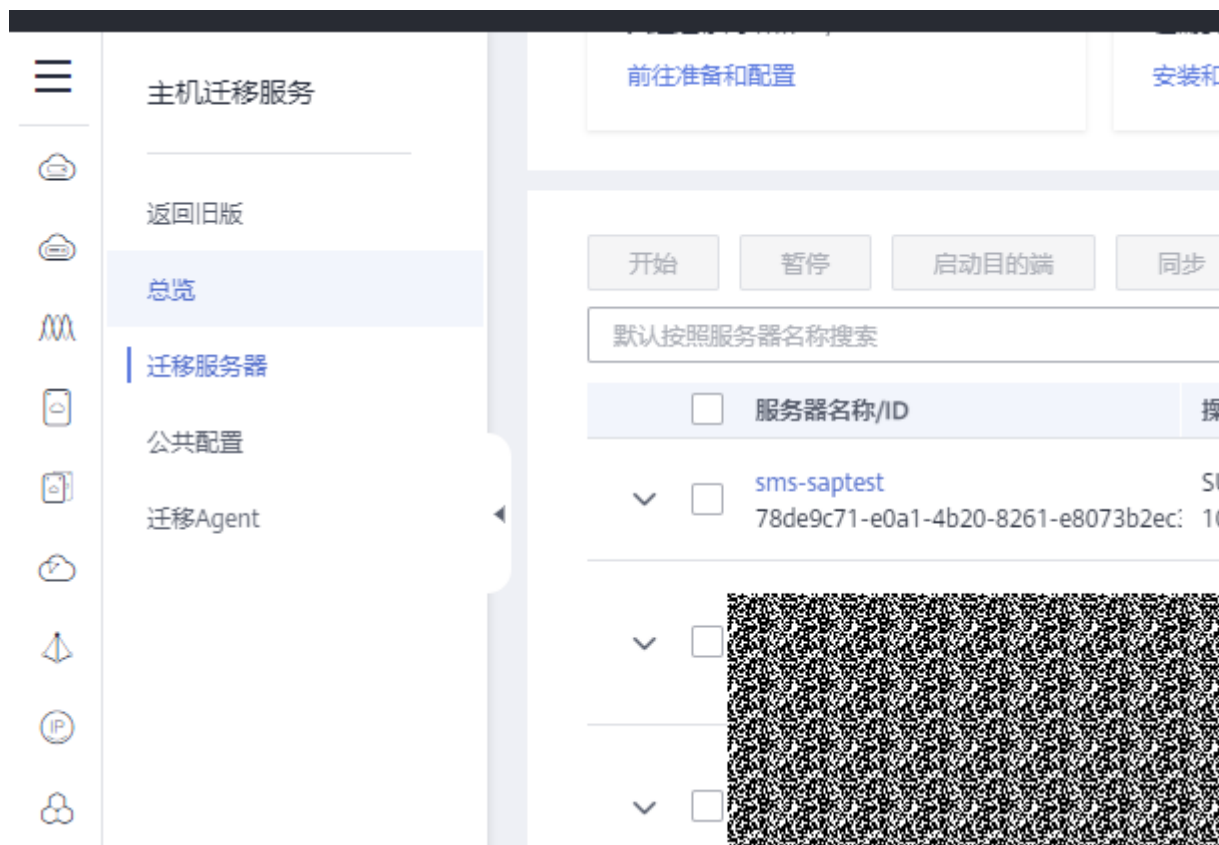 主机迁移服务
返回旧版
总览
迁移服务器
公共配置
迁移Agent
前往准备和配置
安装和
开始 暂停 启动目的端 同步
默认按照服务器名称搜索
服务器名称/ID
sms-saptest
78de9c71-e0a1-4b20-8261-e8073b2ec
IP